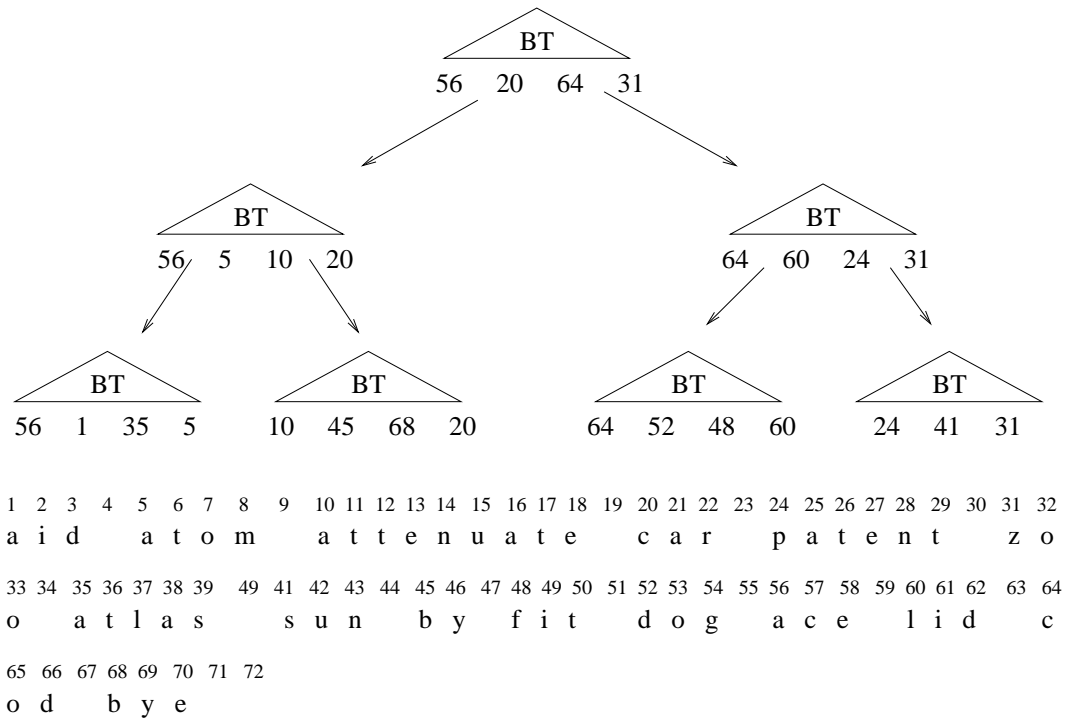 BT
56 20 64 31
BT BT
56 5 10 20 64 60 24 31
BT BT BT BT
56 1 35 5 10 45 68 20 64 52 48 60 24 41 31
1 2 3 4 5 6 7 8 9 10 11 12 13 14 15 16 17 18 19 20 21 22 23 24 25 26 27 28 29 30 31 32
a i d a t o m a t t e n u a t e c a r p a t e n t z o
33 34 35 36 37 38 39 49 41 42 43 44 45 46 47 48 49 50 51 52 53 54 55 56 57 58 59 60 61 62 63 64
o a t l a s s u n b y f i t d o g a c e l i d c
65 66 67 68 69 70 71 72
o d b y e